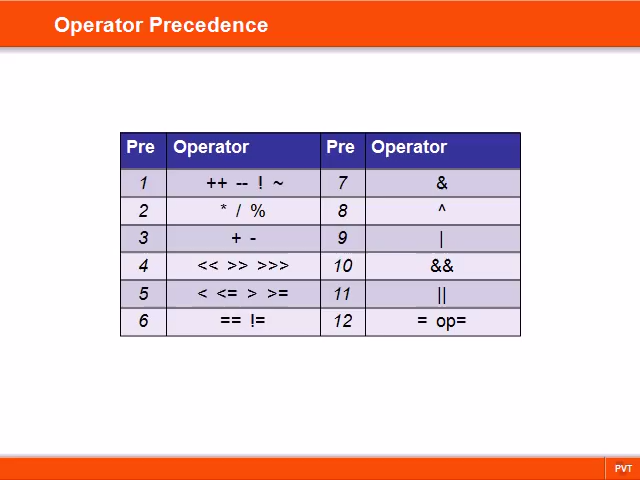 Operator Precedence
Pre Operator Pre Operator
1 ++ -- ! ~ 7 &
2 * / % 8 ^
3 + - 9 |
4 << >> >>> 10 &&
5 < <= > >= 11 ||
6 == != 12 = op=
PVT